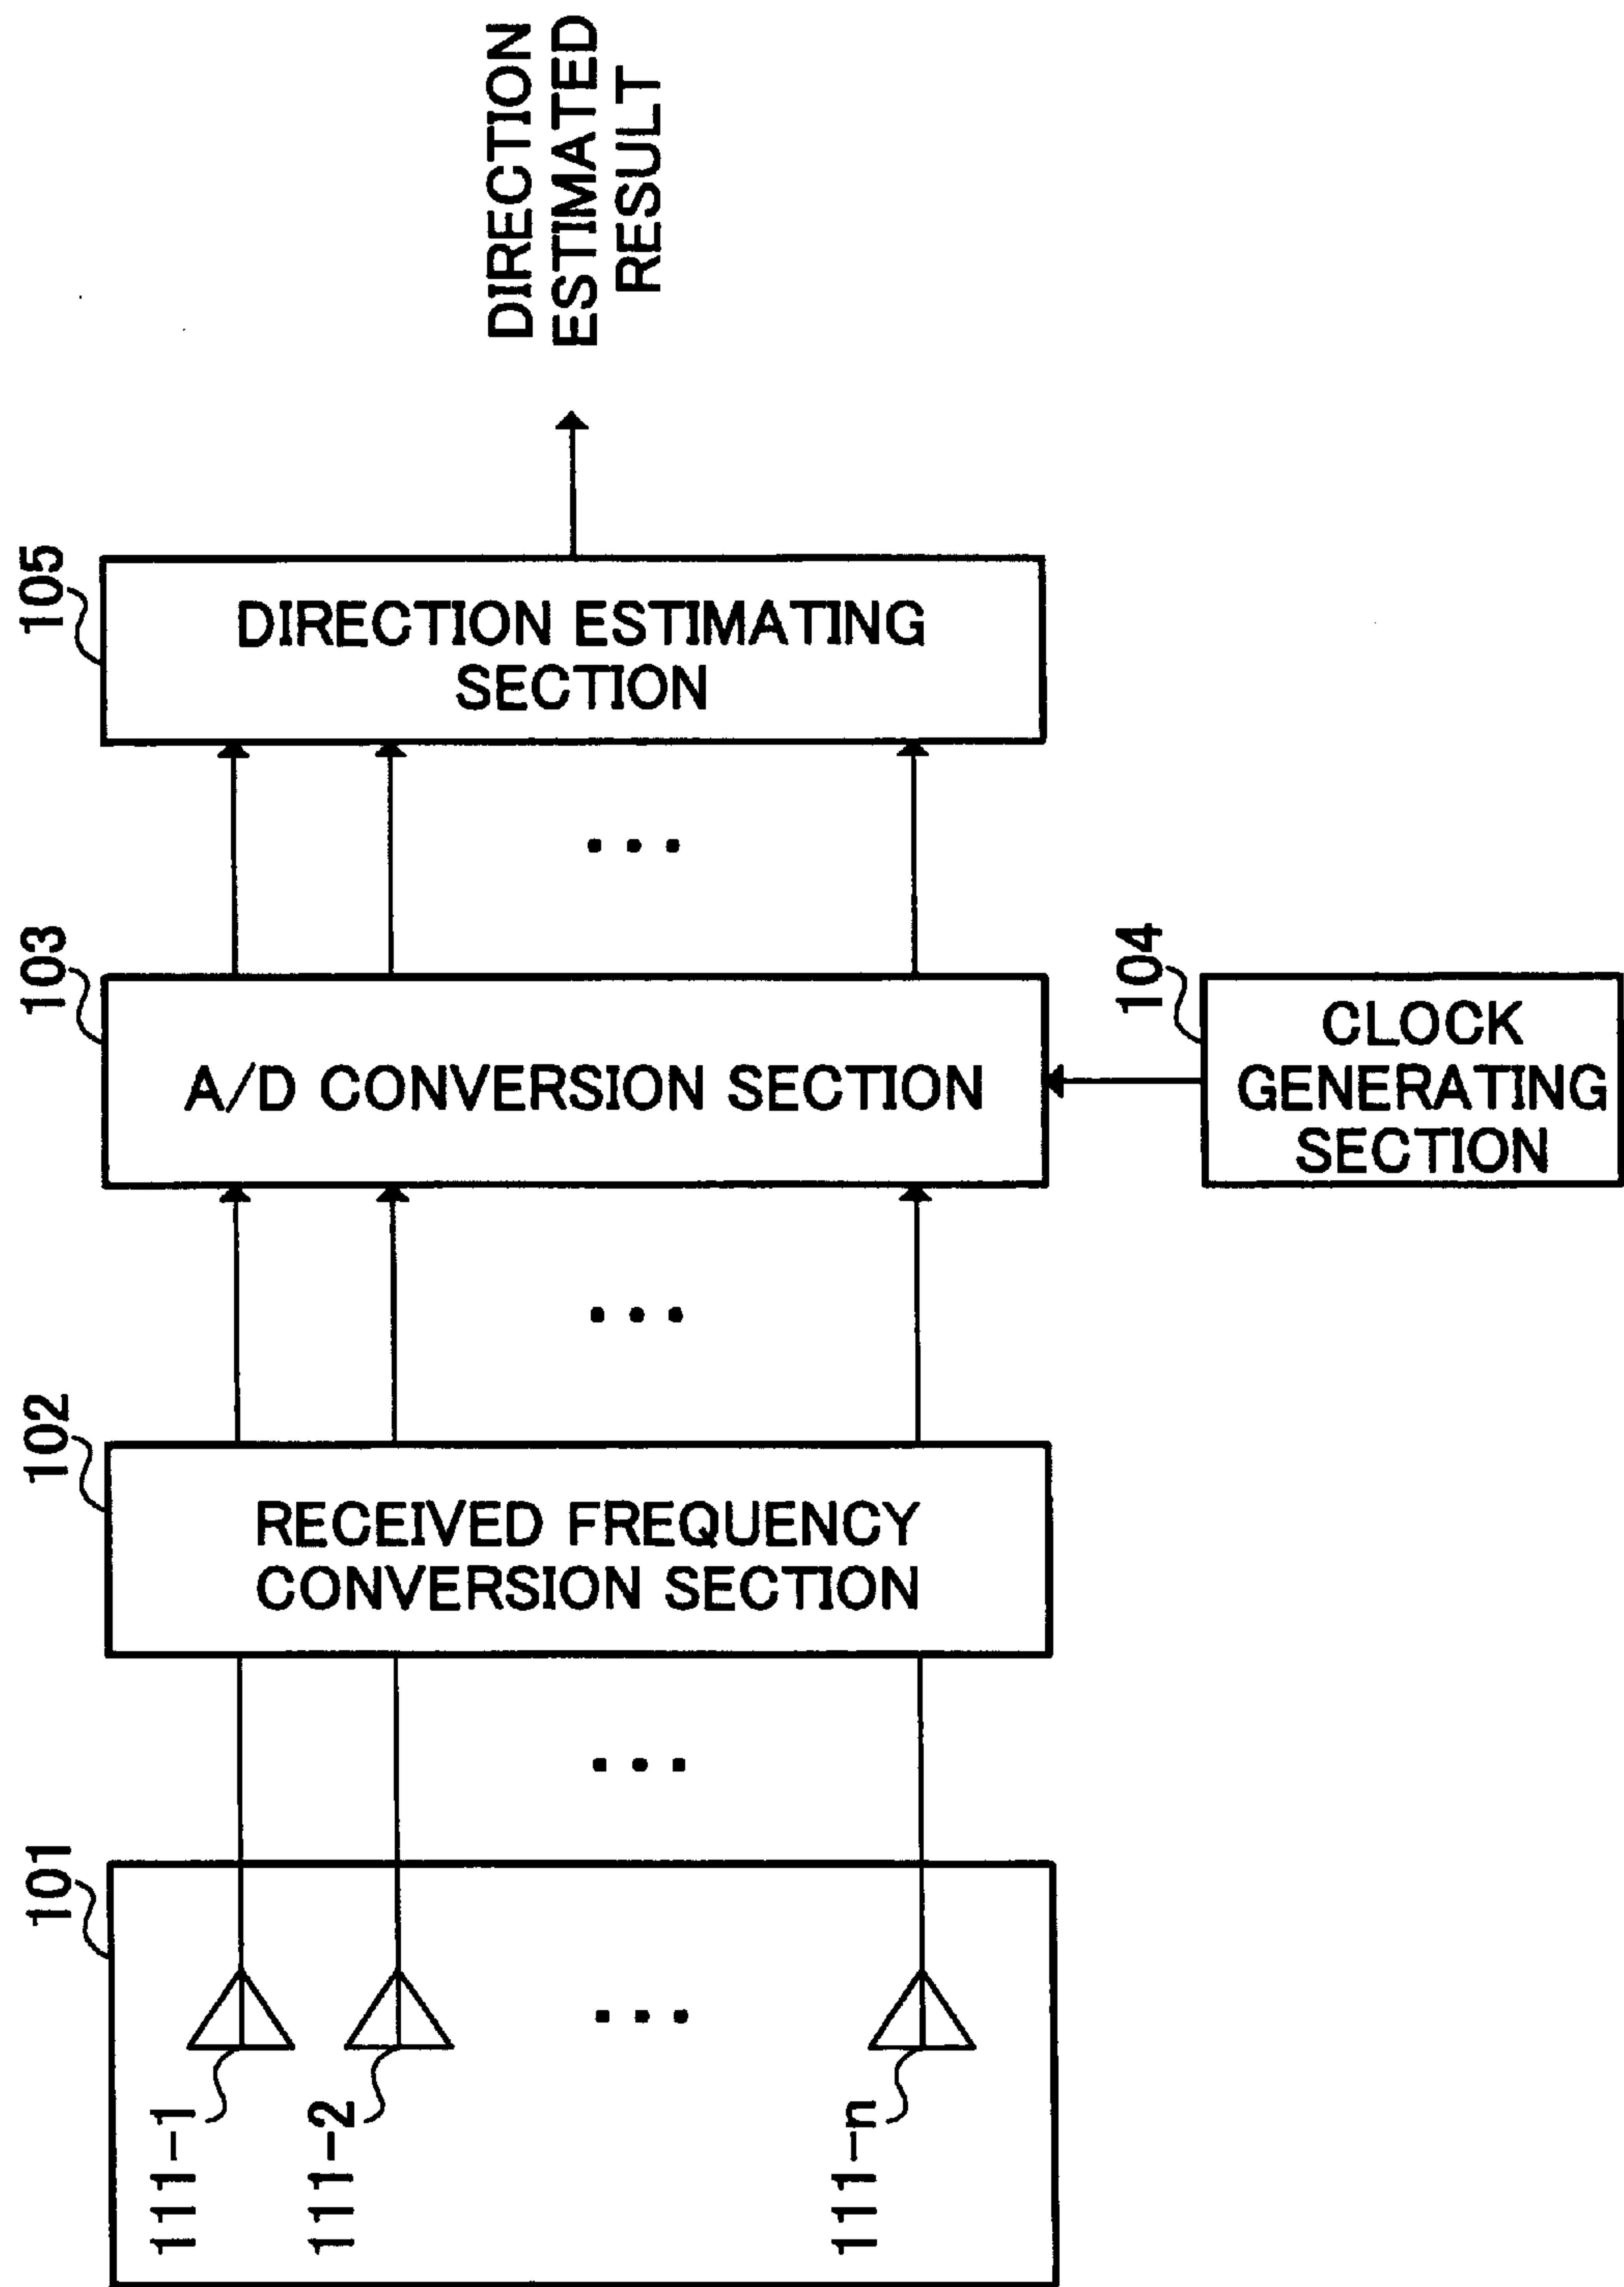 101
111-1
111-2
111-n
102
RECEIVED FREQUENCY
CONVERSION SECTION
103
A/D CONVERSION SECTION
104
CLOCK
GENERATING
SECTION
105
DIRECTION ESTIMATING
SECTION
DIRECTION
ESTIMATED
RESULT